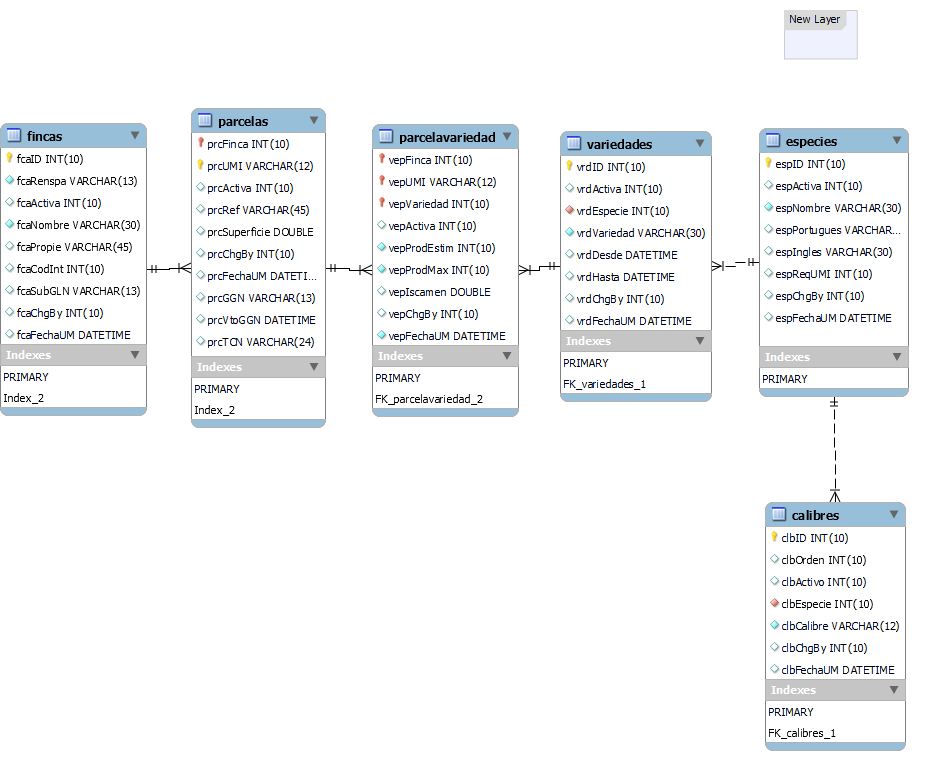 New Layer
fincas
fcaID INT(10)
fcaRenspa VARCHAR(13)
fcaActiva INT(10)
fcaNombre VARCHAR(30)
fcaPropie VARCHAR(45)
fcaCodInt INT(10)
fcaSubGLN VARCHAR(13)
fcaChgBy INT(10)
fcaFechaUM DATETIME
Indexes
PRIMARY
Index_2
parcelas
prcFinca INT(10)
prcUMI VARCHAR(12)
prcActiva INT(10)
prcRef VARCHAR(45)
prcSuperficie DOUBLE
prcChgBy INT(10)
prcFechaUM DATETI...
prcGGN VARCHAR(13)
prcVtoGGN DATETIME
prcTCN VARCHAR(24)
Indexes
PRIMARY
Index_2
parcelavariedad
vepFinca INT(10)
vepUMI VARCHAR(12)
vepVariedad INT(10)
vepActiva INT(10)
vepProdEstim INT(10)
vepProdMax INT(10)
vepIscamen DOUBLE
vepChgBy INT(10)
vepFechaUM DATETIME
Indexes
PRIMARY
FK_parcelavariedad_2
variedades
vrdID INT(10)
vrdActiva INT(10)
vrdEspecie INT(10)
vrdVariedad VARCHAR(30)
vrdDesde DATETIME
vrdHasta DATETIME
vrdChgBy INT(10)
vrdFechaUM DATETIME
Indexes
PRIMARY
FK_variedades_1
especies
espID INT(10)
espActiva INT(10)
espNombre VARCHAR(30)
espPortugues VARCHAR...
espIngles VARCHAR(30)
espReqUMI INT(10)
espChgBy INT(10)
espFechaUM DATETIME
Indexes
PRIMARY
calibres
clbID INT(10)
clbOrden INT(10)
clbActivo INT(10)
clbEspecie INT(10)
clbCalibre VARCHAR(12)
clbChgBy INT(10)
clbFechaUM DATETIME
Indexes
PRIMARY
FK_calibres_1